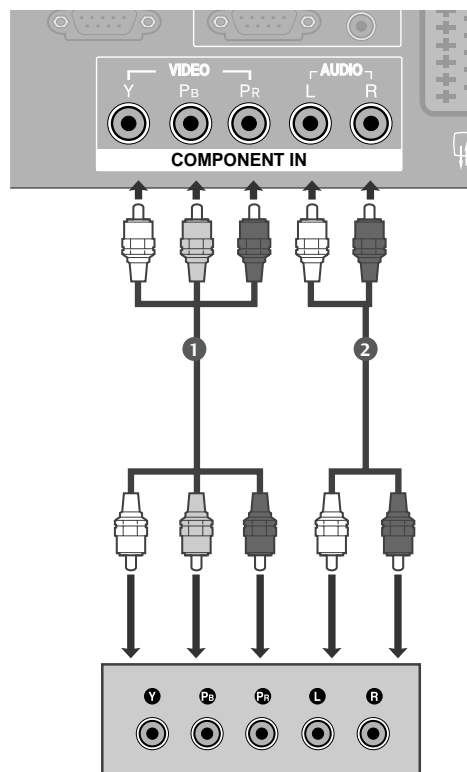 VIDEO AUDIO
Y PB PR L R
COMPONENT IN
1 2
Y PB PR L R